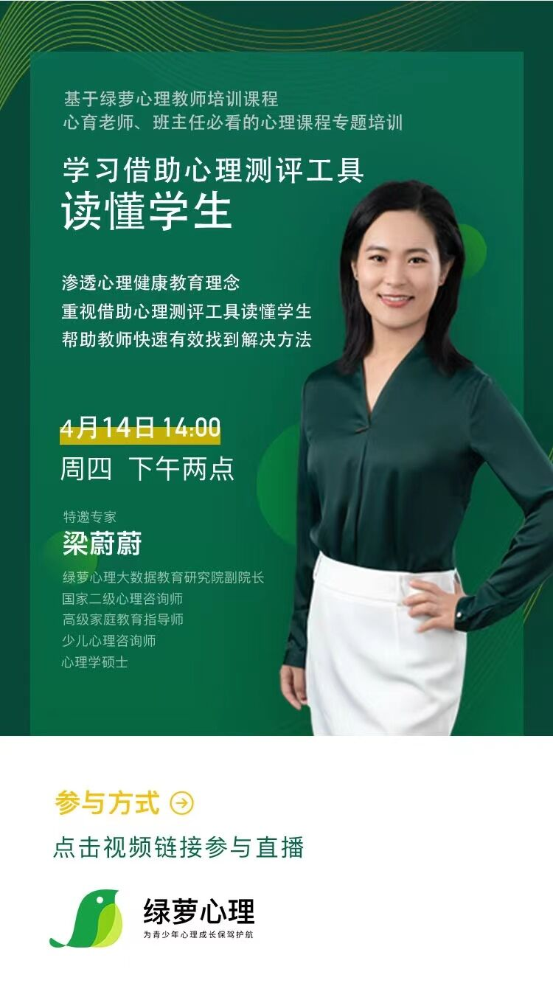 基于绿萝心理教师培训课程
心育老师、班主任必看的心理课程专题培训
学习借助心理测评工具
读懂学生
渗透心理健康教育理念
重视借助心理测评工具读懂学生
帮助教师快速有效找到解决方法
4月14日 14:00
周四 下午两点
特邀专家
梁蔚蔚
绿萝心理大数据教育研究院副院长
国家二级心理咨询师
高级家庭教育指导师
少儿心理咨询师
心理学硕士
参与方式
点击视频链接参与直播
绿萝心理
为青少年心理成长保驾护航